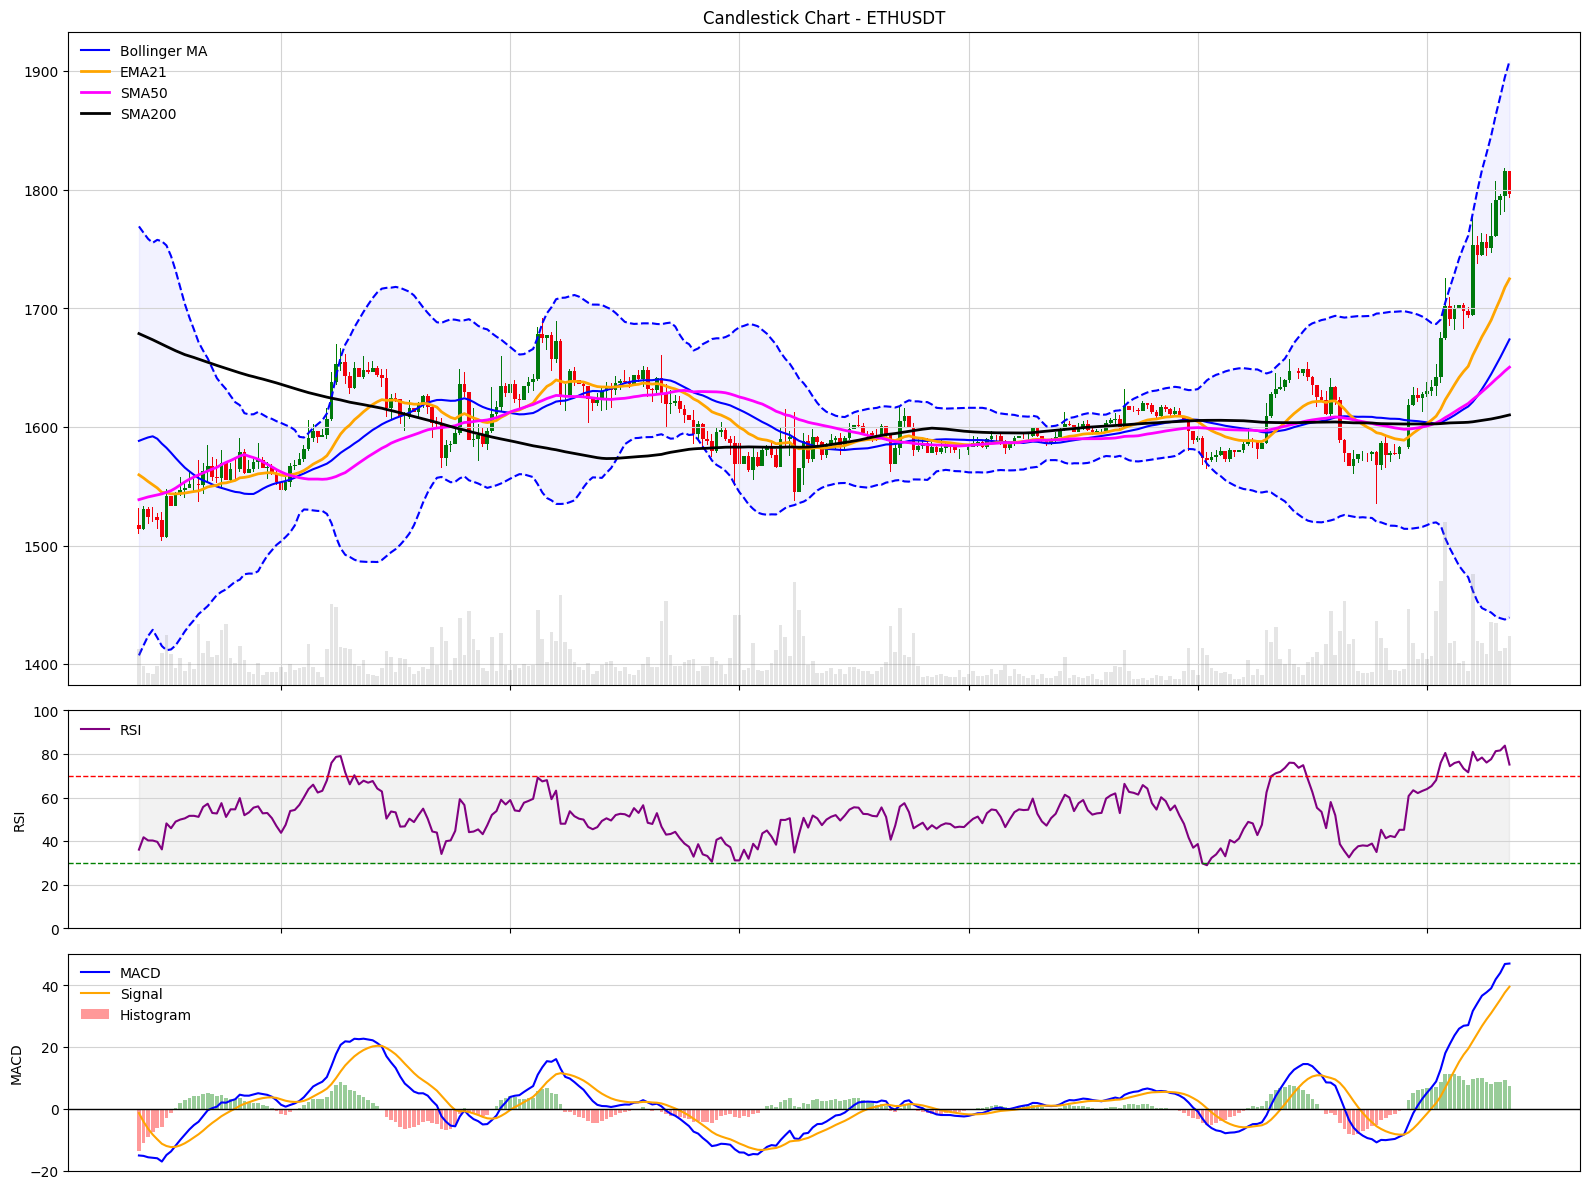 Candlestick Chart - ETHUSDT
Bollinger MA
EMA21
SMA50
SMA200
1900
1800
1700
1600
1500
1400
RSI
RSI
100
80
60
40
20
0
MACD
Signal
Histogram
MACD
40
20
0
−20